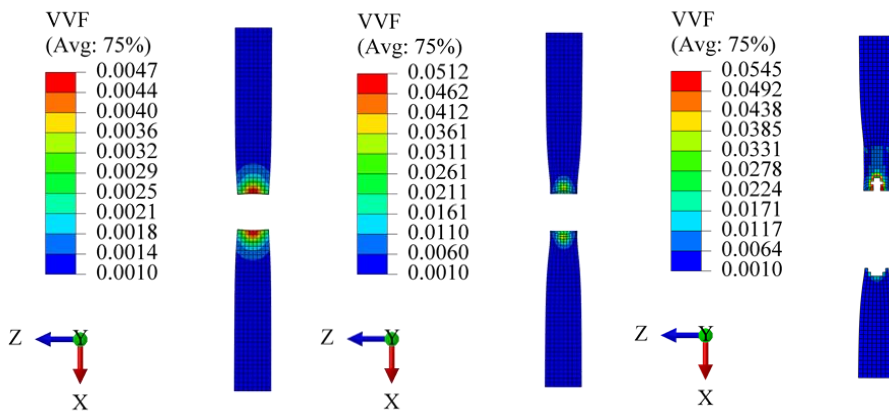 VVF
(Avg: 75%)
0.0047
0.0044
0.0040
0.0036
0.0032
0.0029
0.0025
0.0021
0.0018
0.0014
0.0010
Z
Y
X
VVF
(Avg: 75%)
0.0512
0.0462
0.0412
0.0361
0.0311
0.0261
0.0211
0.0161
0.0110
0.0060
0.0010
Z
Y
X
VVF
(Avg: 75%)
0.0545
0.0492
0.0438
0.0385
0.0331
0.0278
0.0224
0.0171
0.0117
0.0064
0.0010
Z
Y
X